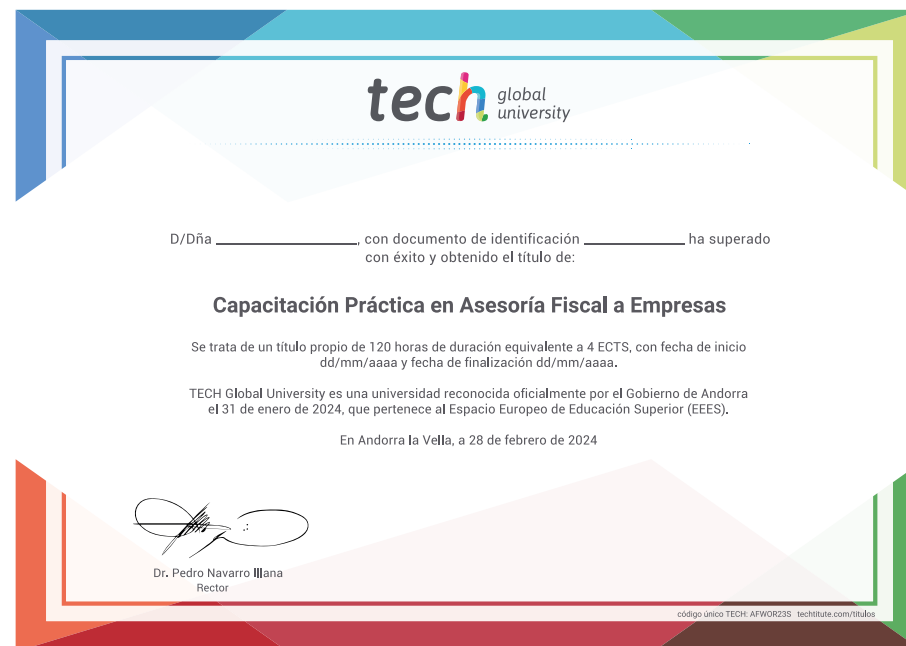 tech global university
D/Dña ________________, con documento de identificación ____________ ha superado
con éxito y obtenido el título de:
Capacitación Práctica en Asesoría Fiscal a Empresas
Se trata de un título propio de 120 horas de duración equivalente a 4 ECTS, con fecha de inicio
dd/mm/aaaa y fecha de finalización dd/mm/aaaa.
TECH Global University es una universidad reconocida oficialmente por el Gobierno de Andorra
el 31 de enero de 2024, que pertenece al Espacio Europeo de Educación Superior (EEES).
En Andorra la Vella, a 28 de febrero de 2024
Dr. Pedro Navarro Illana
Rector
código único TECH: AFWOR23S techtitute.com/titulos